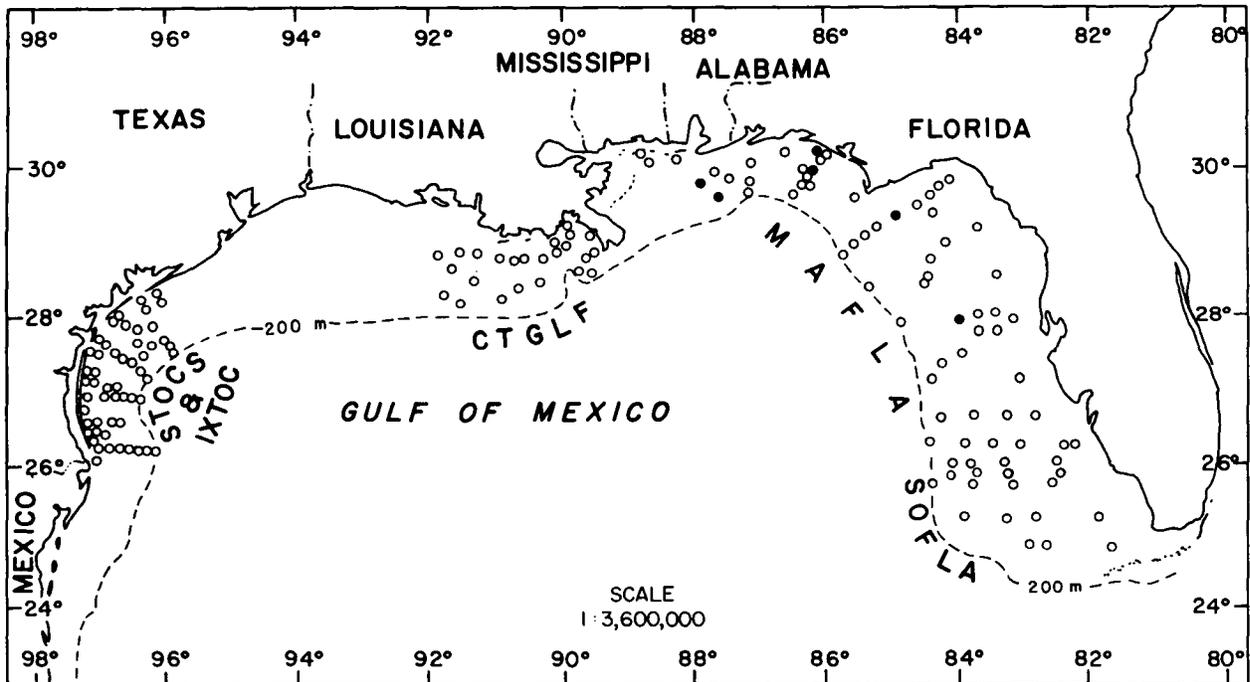 98° 96° 94° 92° 90° 88° 86° 84° 82° 80°
MISSISSIPPI ALABAMA
TEXAS LOUISIANA FLORIDA
30° 30°
28° 28°
200 m
CTGLF
MAFLA
STOCS
&
IXTOC
GULF OF MEXICO
26° 26°
MEXICO
SOFLA
SCALE
1:3,600,000
200 m
24° 24°
98° 96° 94° 92° 90° 88° 86° 84° 82° 80°